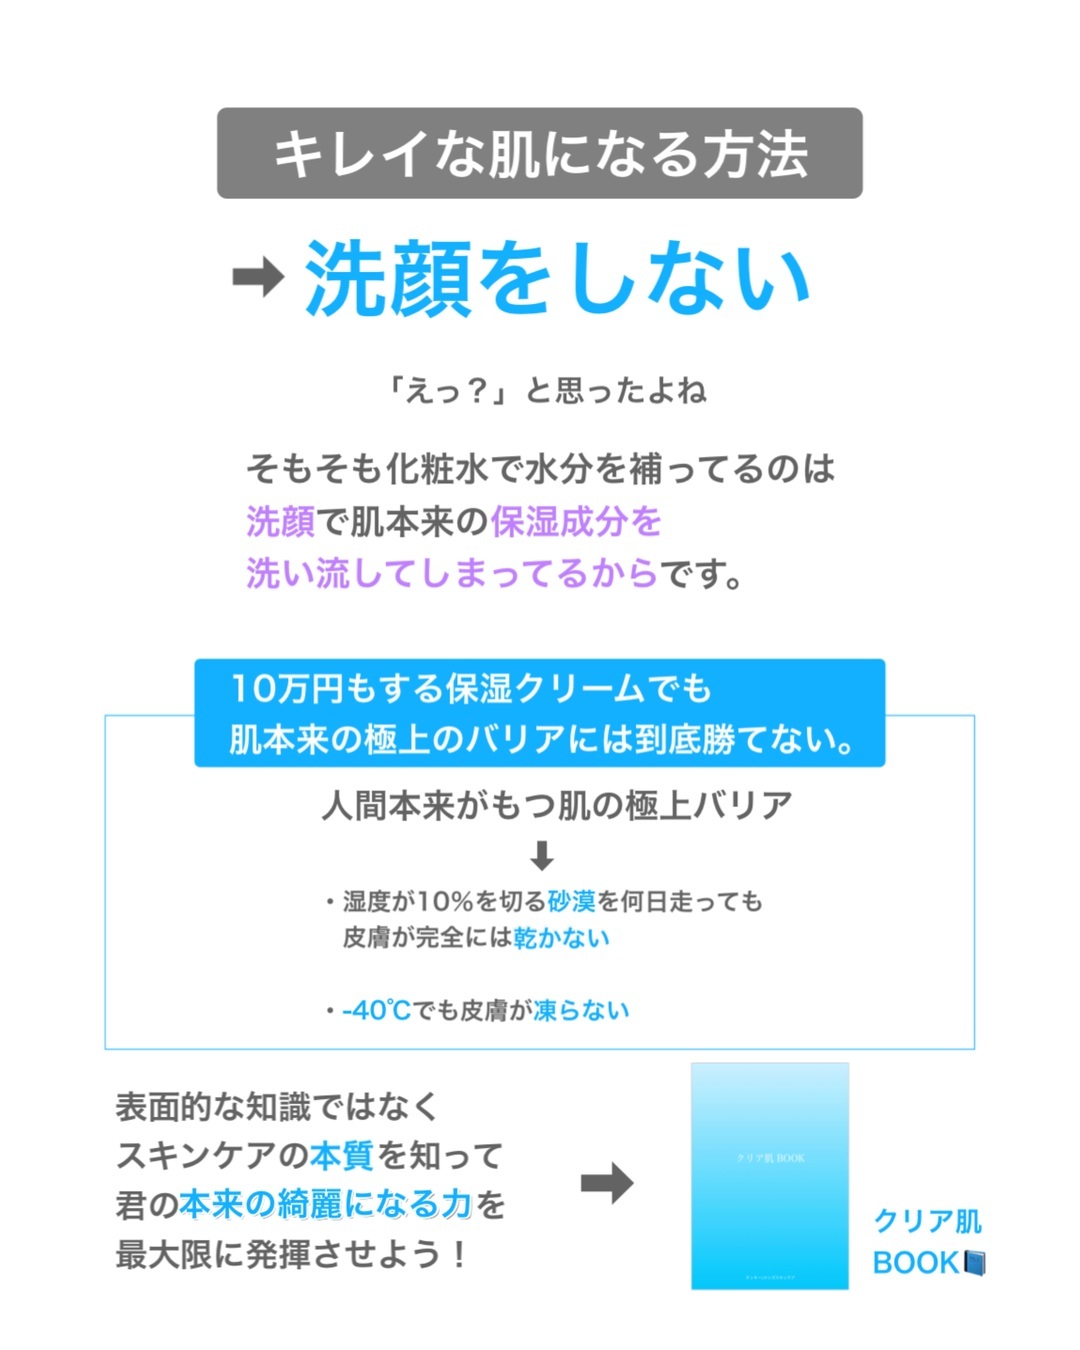 キレイな肌になる方法
➡洗顔をしない
「えっ？」と思ったよね
そもそも化粧水で水分を補ってるのは
洗顔で肌本来の保湿成分を
洗い流してしまってるからです。
10万円もする保湿クリームでも
肌本来の極上のバリアには到底勝てない。
人間本来がもつ肌の極上バリア
・湿度が10%を切る砂漠を何日走っても
皮膚が完全には乾かない
・-40℃でも皮膚が凍らない
表面的な知識ではなく
スキンケアの本質を知って
君の本来の綺麗になる力を
最大限に発揮させよう！
クリア肌 BOOK
クリア肌
BOOK📘